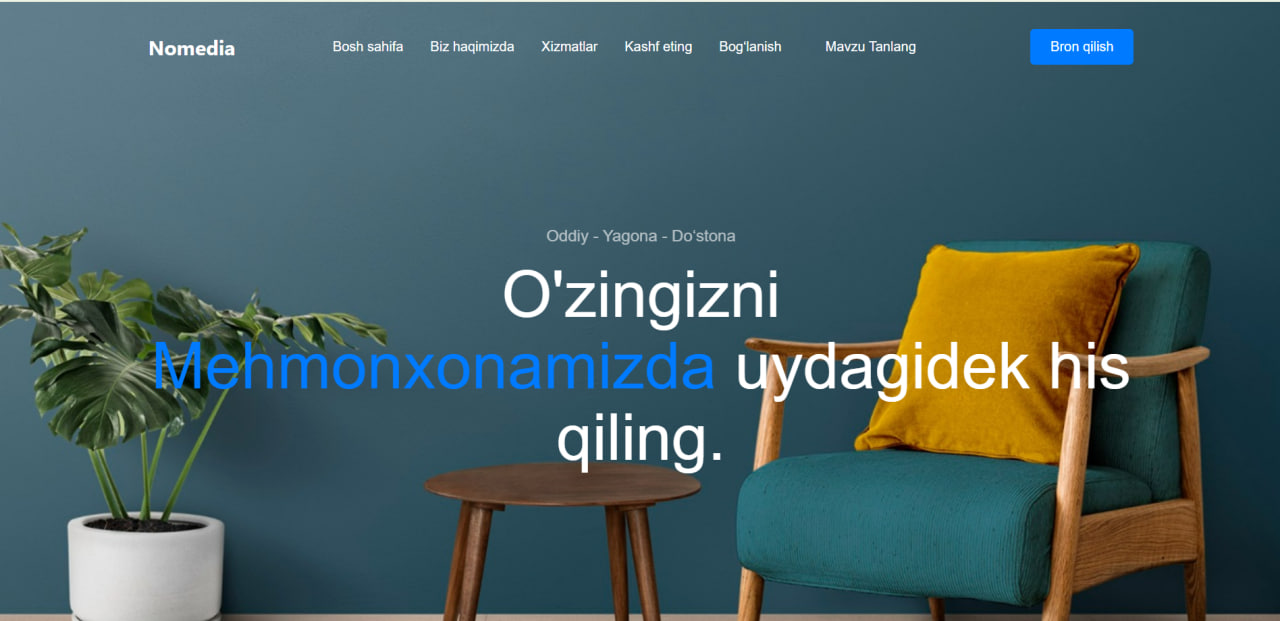 Nomedia
Bosh sahifa
Biz haqimizda
Xizmatlar
Kashf eting
Bog‘lanish
Mavzu Tanlang
Bron qilish
Oddiy - Yagona - Do‘stona
O'zingizni
Mehmonxonamizda uydagidek his
qiling.